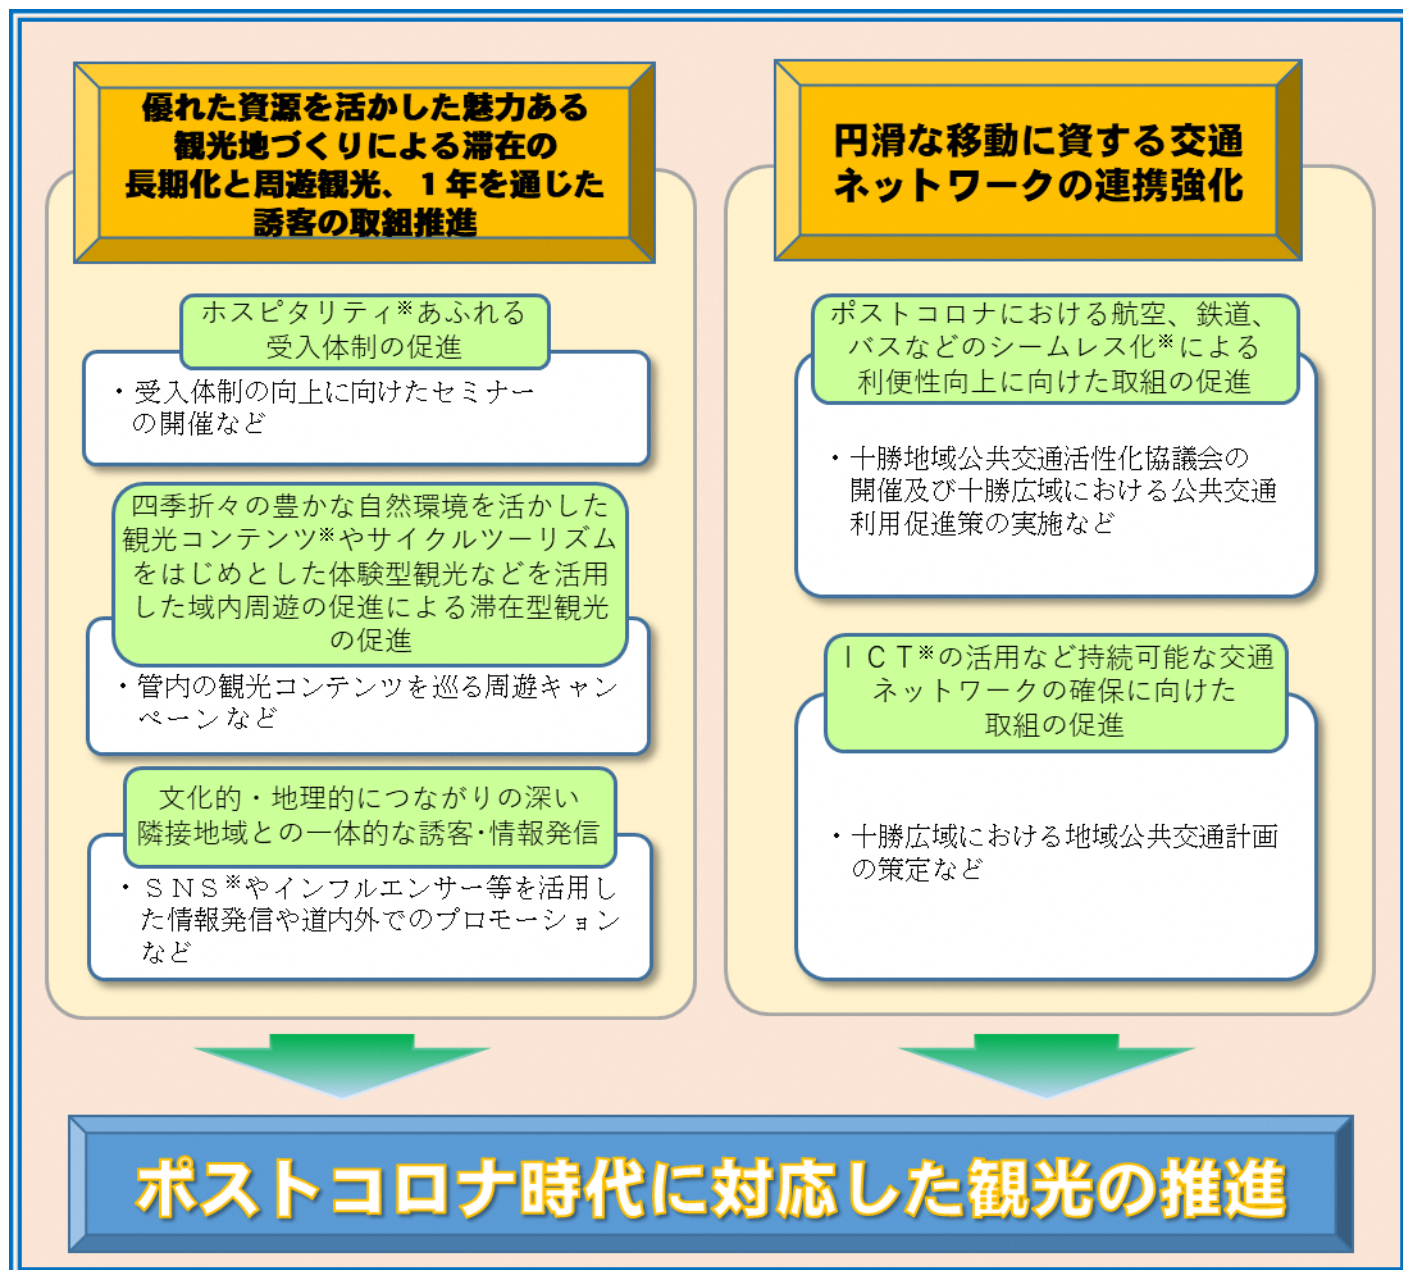 優れた資源を活かした魅力ある
観光地づくりによる滞在の
長期化と周遊観光、１年を通じた
誘客の取組推進
ホスピタリティ※あふれる
受入体制の促進
・受入体制の向上に向けたセミナー
の開催など
四季折々の豊かな自然環境を活かした
観光コンテンツ※やサイクルツーリズム
をはじめとした体験型観光などを活用
した域内周遊の促進による滞在型観光
の促進
・管内の観光コンテンツを巡る周遊キャン
ペーンなど
文化的・地理的につながりの深い
隣接地域との一体的な誘客･情報発信
・ＳＮＳ※やインフルエンサー等を活用し
た情報発信や道内外でのプロモーション
など
円滑な移動に資する交通
ネットワークの連携強化
ポストコロナにおける航空、鉄道、
バスなどのシームレス化※による
利便性向上に向けた取組の促進
・十勝地域公共交通活性化協議会の
開催及び十勝広域における公共交通
利用促進策の実施など
ＩＣＴ※の活用など持続可能な交通
ネットワークの確保に向けた
取組の促進
・十勝広域における地域公共交通計画
の策定など
ポストコロナ時代に対応した観光の推進